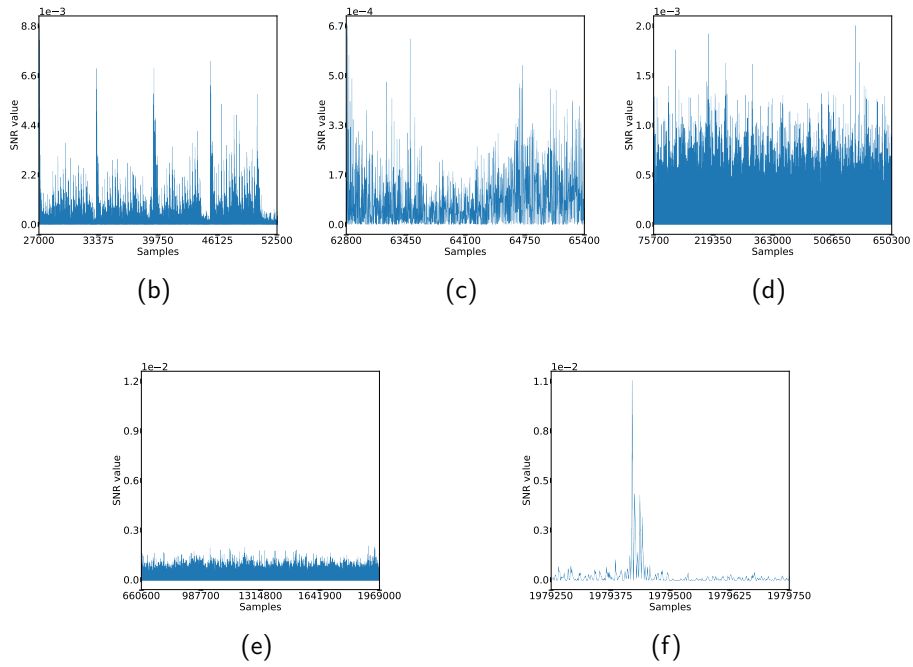 1e−3
8.8
6.6
4.4
2.2
0.0
SNR value
27000 33375 39750 46125 52500
Samples
(b)
1e−4
6.7
5.0
3.3
1.7
0.0
SNR value
62800 63450 64100 64750 65400
Samples
(c)
1e−3
2.0
1.5
1.0
0.5
0.0
SNR value
75700 219350 363000 506650 650300
Samples
(d)
1e−2
1.2
0.9
0.6
0.3
0.0
SNR value
660600 987700 1314800 1641900 1969000
Samples
(e)
1e−2
1.1
0.8
0.5
0.3
0.0
SNR value
1979250 1979375 1979500 1979625 1979750
Samples
(f)